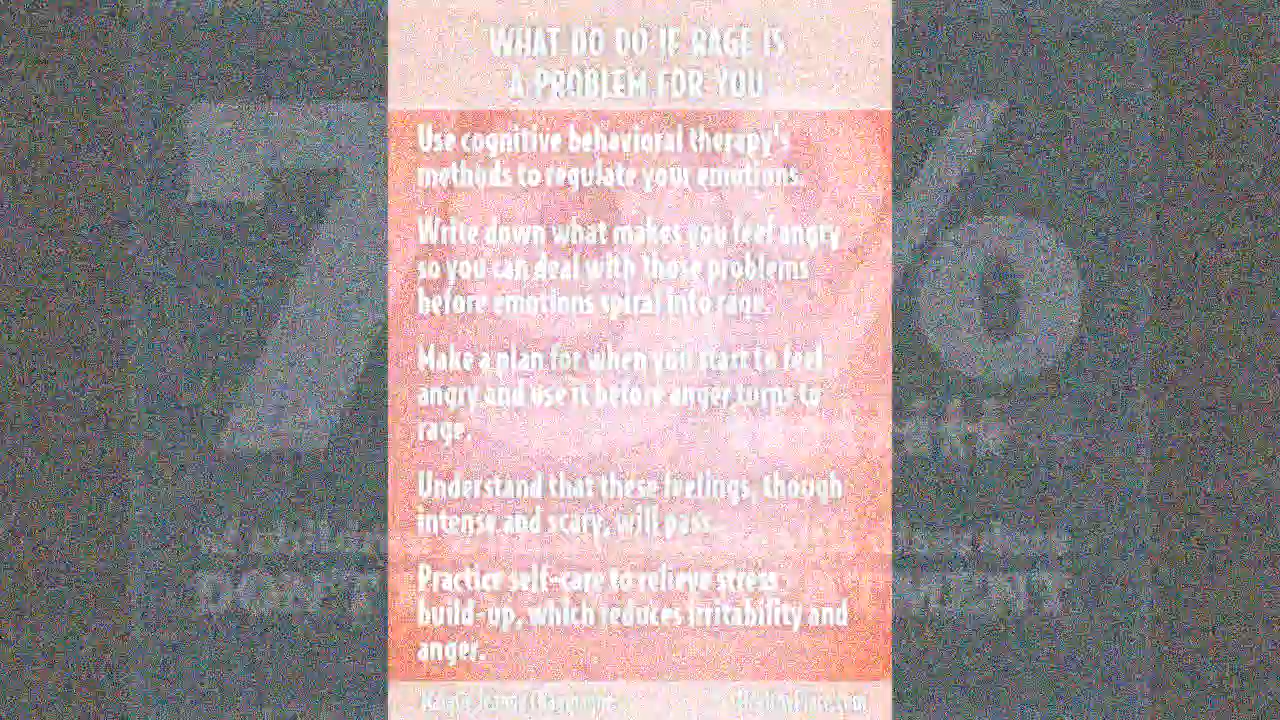 WHAT DO DO IF RAGE IS
A PROBLEM FOR YOU
Use cognitive behavioral therapy's
methods to regulate your emotions.
Write down what makes you feel angry
so you can deal with those problems
before emotions spiral into rage.
Make a plan for when you start to feel
angry and use it before anger turns to
rage.
Understand that these feelings, though
intense and scary, will pass.
Practice self-care to relieve stress
build-up, which reduces irritability and
anger.
HealthyPlace.com
7
%
DON'T